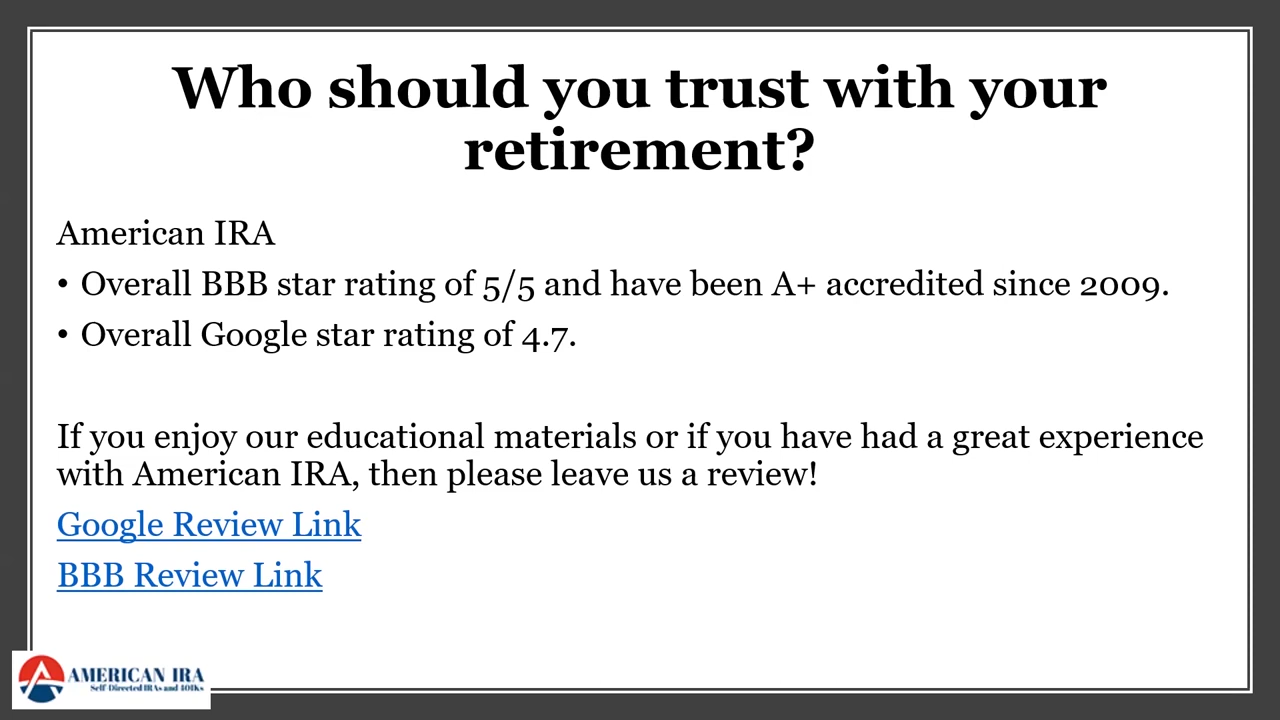 Who should you trust with your
retirement?
American IRA
• Overall BBB star rating of 5/5 and have been A+ accredited since 2009.
• Overall Google star rating of 4.7.
If you enjoy our educational materials or if you have had a great experience
with American IRA, then please leave us a review!
Google Review Link
BBB Review Link
AMERICAN IRA
Self-Directed IRAs and 401Ks